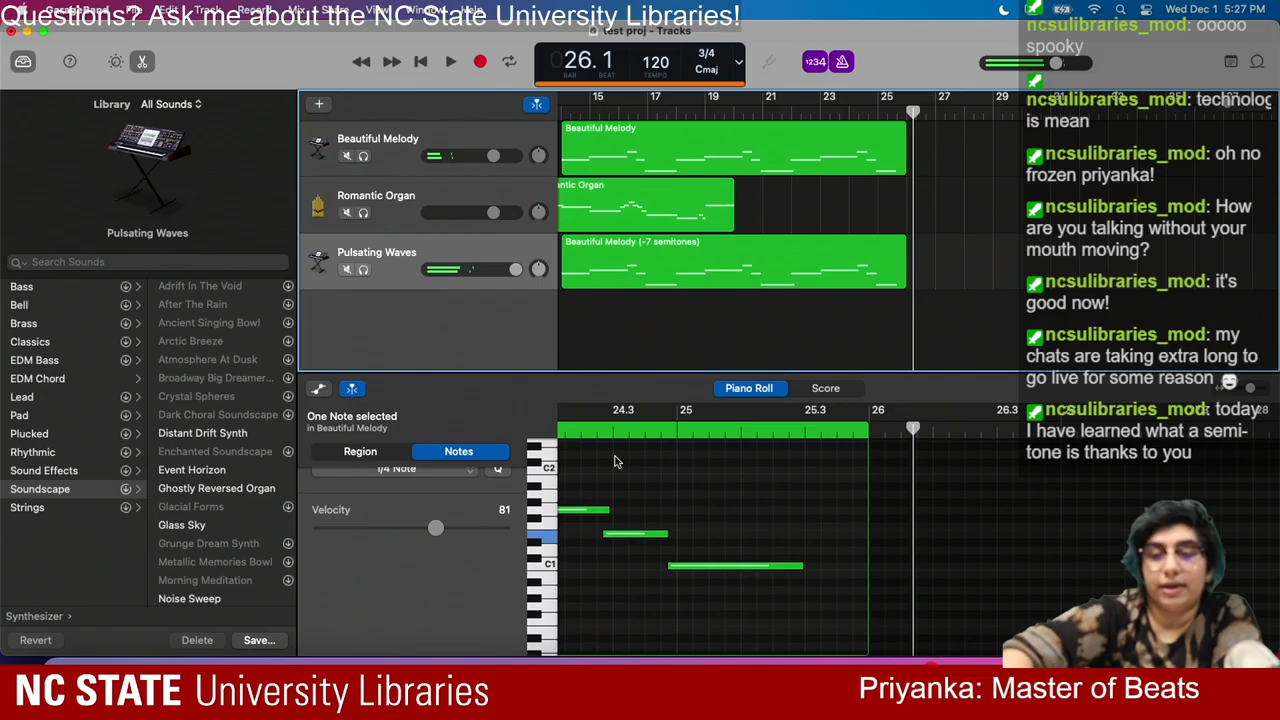 Questions? Ask me about the NC State University Libraries!
Wed Dec 1 5:27 PM
test proj - Tracks
026.1
BAR
BEAT
120
TEMPO
3/4
Cmaj
1234
Library All Sounds
Pulsating Waves
Search Sounds
Bass
Bell
Brass
Classics
EDM Bass
EDM Chord
Lead
Pad
Plucked
Rhythmic
Sound Effects
Soundscape
Strings
Adrift In The Void
After The Rain
Ancient Singing Bowl
Arctic Breeze
Atmosphere At Dusk
Broadway Big Dreamer...
Crystal Spheres
Dark Choral Soundscape
Distant Drift Synth
Enchanted Soundscape
Event Horizon
Ghostly Reversed Organ
Glacial Forms
Glass Sky
Grunge Dream Synth
Metallic Memories Bowl
Morning Meditation
Noise Sweep
Synthesizer
Revert
Delete
Save...
15 17 19 21 23 25 27 29
Beautiful Melody
Romantic Organ
Pulsating Waves
Beautiful Melody
ntic Organ
Beautiful Melody (-7 semitones)
Piano Roll
Score
One Note selected
in Beautiful Melody
Region
Notes
1/4 Note
Q
Velocity 81
24.3 25 25.3 26 26.3 28
C2
C1
ncsulibraries_mod: ooooo
spooky
ncsulibraries_mod: technolog
is mean
ncsulibraries_mod: oh no
frozen priyanka!
ncsulibraries_mod: How
are you talking without your
mouth moving?
ncsulibraries_mod: it's
good now!
ncsulibraries_mod: my
chats are taking extra long to
go live for some reason
ncsulibraries_mod: today
I have learned what a semi-
tone is thanks to you
NC STATE University Libraries
Priyanka: Master of Beats